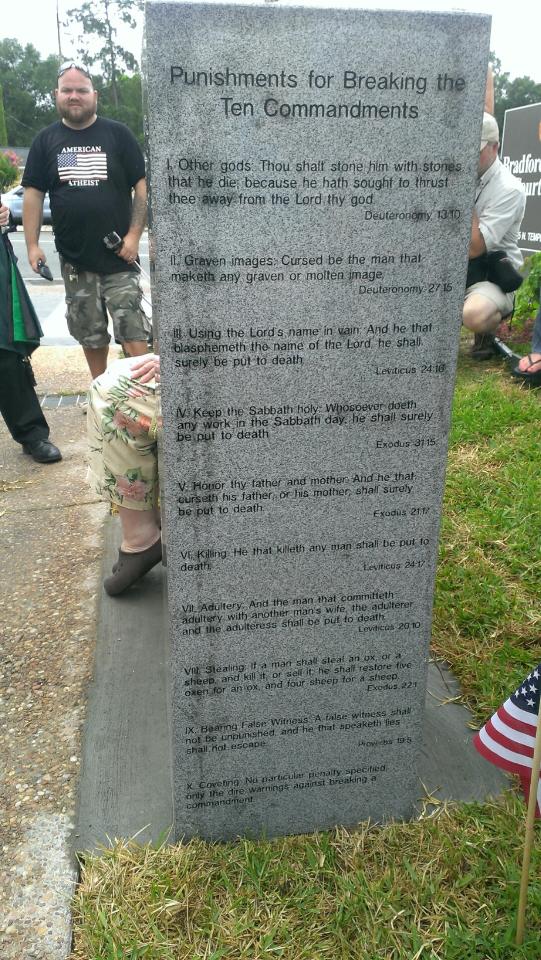 Punishments for Breaking the
Ten Commandments
I. Other gods: Thou shalt stone him with stones
that he die; because he hath sought to thrust
thee away from the Lord thy god.
Deuteronomy 13:10
II. Graven images: Cursed be the man that
maketh any graven or molten image.
Deuteronomy 27:15
III. Using the Lord's name in vain: And he that
blasphemeth the name of the Lord, he shall
surely be put to death
Leviticus 24:16
IV. Keep the Sabbath holy: Whosoever doeth
any work in the Sabbath day, he shall surely
be put to death
Exodus 31:15
V. Honor thy father and mother: And he that
curseth his father, or his mother, shall surely
be put to death.
Exodus 21:17
VI. Killing: He that killeth any man shall be put to
death.
Leviticus 24:17
VII. Adultery: And the man that committeth
adultery with another man's wife, the adulterer
and the adulteress shall be put to death.
Leviticus 20:10
VIII. Stealing: If a man shall steal an ox, or a
sheep, and kill it, or sell it; he shall restore five
oxen for an ox, and four sheep for a sheep.
Exodus 22:1
IX. Bearing False Witness: A false witness shall
not be unpunished, and he that speaketh lies
shall not escape.
Proverbs 19:5
X. Coveting: No particular penalty specified,
only the dire warnings against breaking a
commandment.
AMERICAN
ATHEIST
Bradfo
ourt